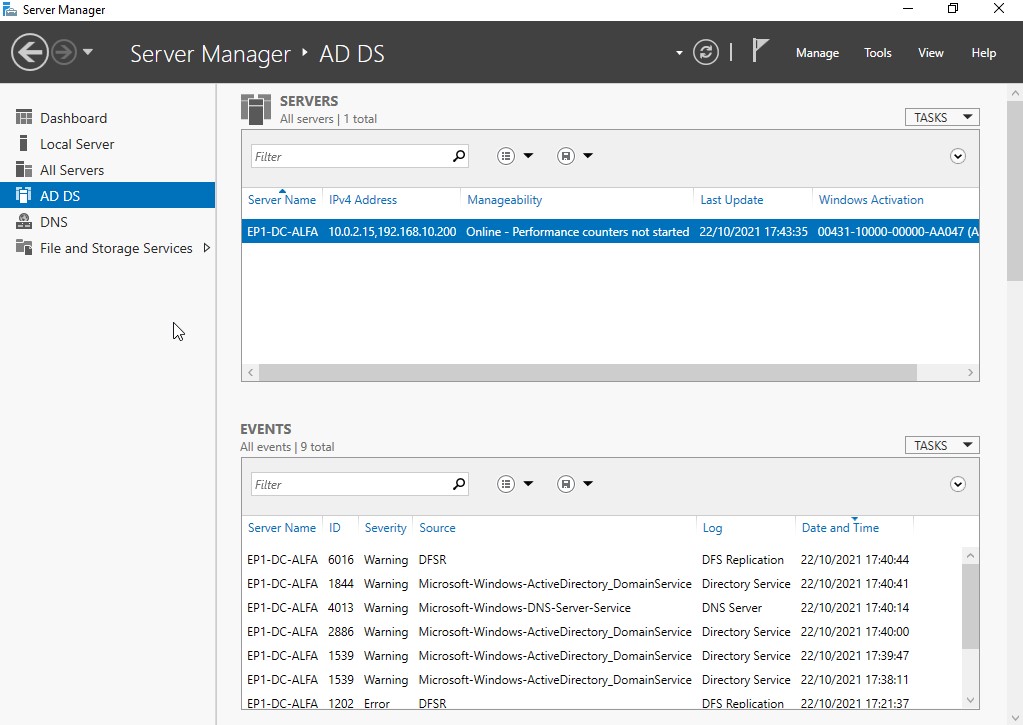 Server Manager
Server Manager ‣ AD DS
Manage Tools View Help
Dashboard
Local Server
All Servers
AD DS
DNS
File and Storage Services
SERVERS
All servers | 1 total
TASKS
Filter
Server Name IPv4 Address Manageability Last Update Windows Activation
EP1-DC-ALFA 10.0.2.15,192.168.10.200 Online - Performance counters not started 22/10/2021 17:43:35 00431-10000-00000-AA047 (A
EVENTS
All events | 9 total
TASKS
Filter
Server Name ID Severity Source Log Date and Time
EP1-DC-ALFA 6016 Warning DFSR DFS Replication 22/10/2021 17:40:44
EP1-DC-ALFA 1844 Warning Microsoft-Windows-ActiveDirectory_DomainService Directory Service 22/10/2021 17:40:41
EP1-DC-ALFA 4013 Warning Microsoft-Windows-DNS-Server-Service DNS Server 22/10/2021 17:40:14
EP1-DC-ALFA 2886 Warning Microsoft-Windows-ActiveDirectory_DomainService Directory Service 22/10/2021 17:40:00
EP1-DC-ALFA 1539 Warning Microsoft-Windows-ActiveDirectory_DomainService Directory Service 22/10/2021 17:39:47
EP1-DC-ALFA 1539 Warning Microsoft-Windows-ActiveDirectory_DomainService Directory Service 22/10/2021 17:38:11
EP1-DC-ALFA 1202 Error DFSR DFS Replication 22/10/2021 17:21:37